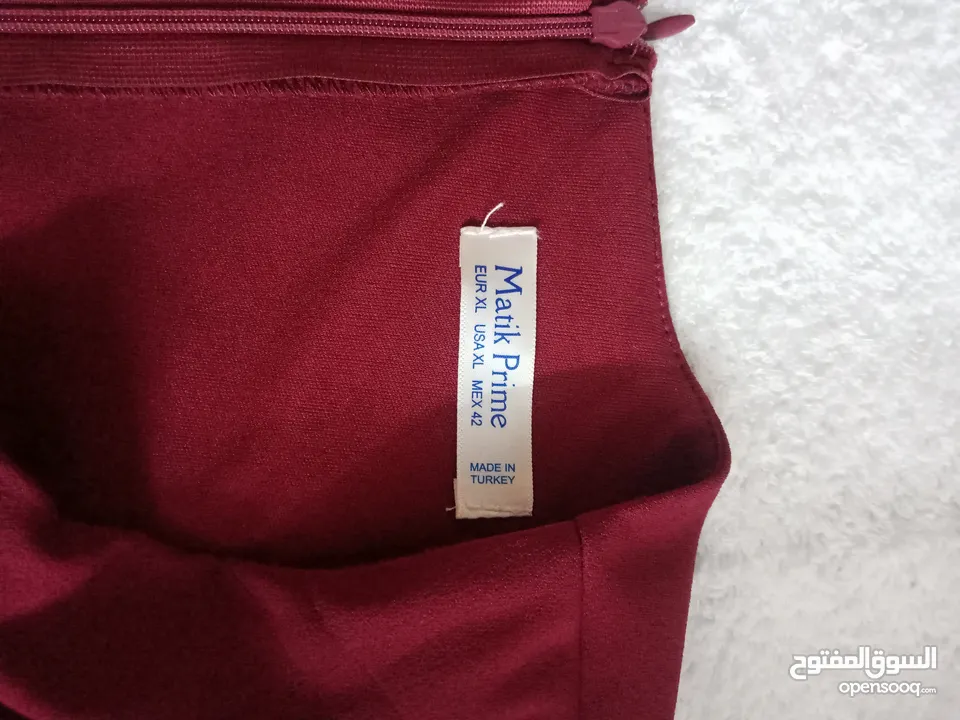 Matik Prime
EUR XL USA XL MEX 42
MADE IN
TURKEY
السوق المفتوح
opensooq.com